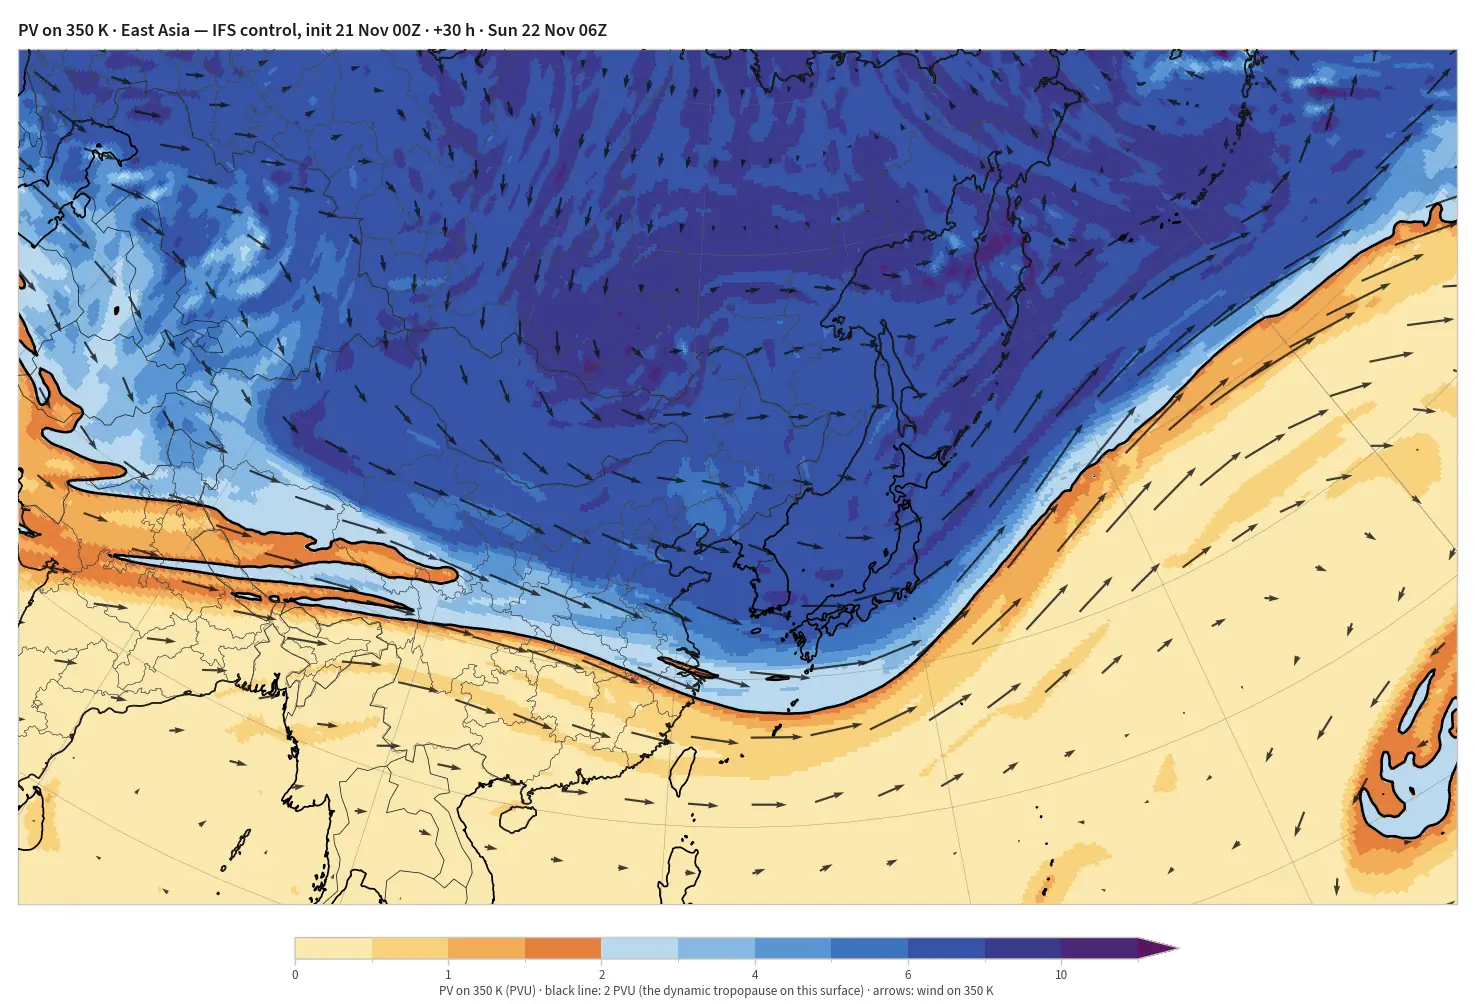 PV on 350 K · East Asia — IFS control, init 21 Nov 00Z · +30 h · Sun 22 Nov 06Z
0 1 2 4 6 10
PV on 350 K (PVU) · black line: 2 PVU (the dynamic tropopause on this surface) · arrows: wind on 350 K